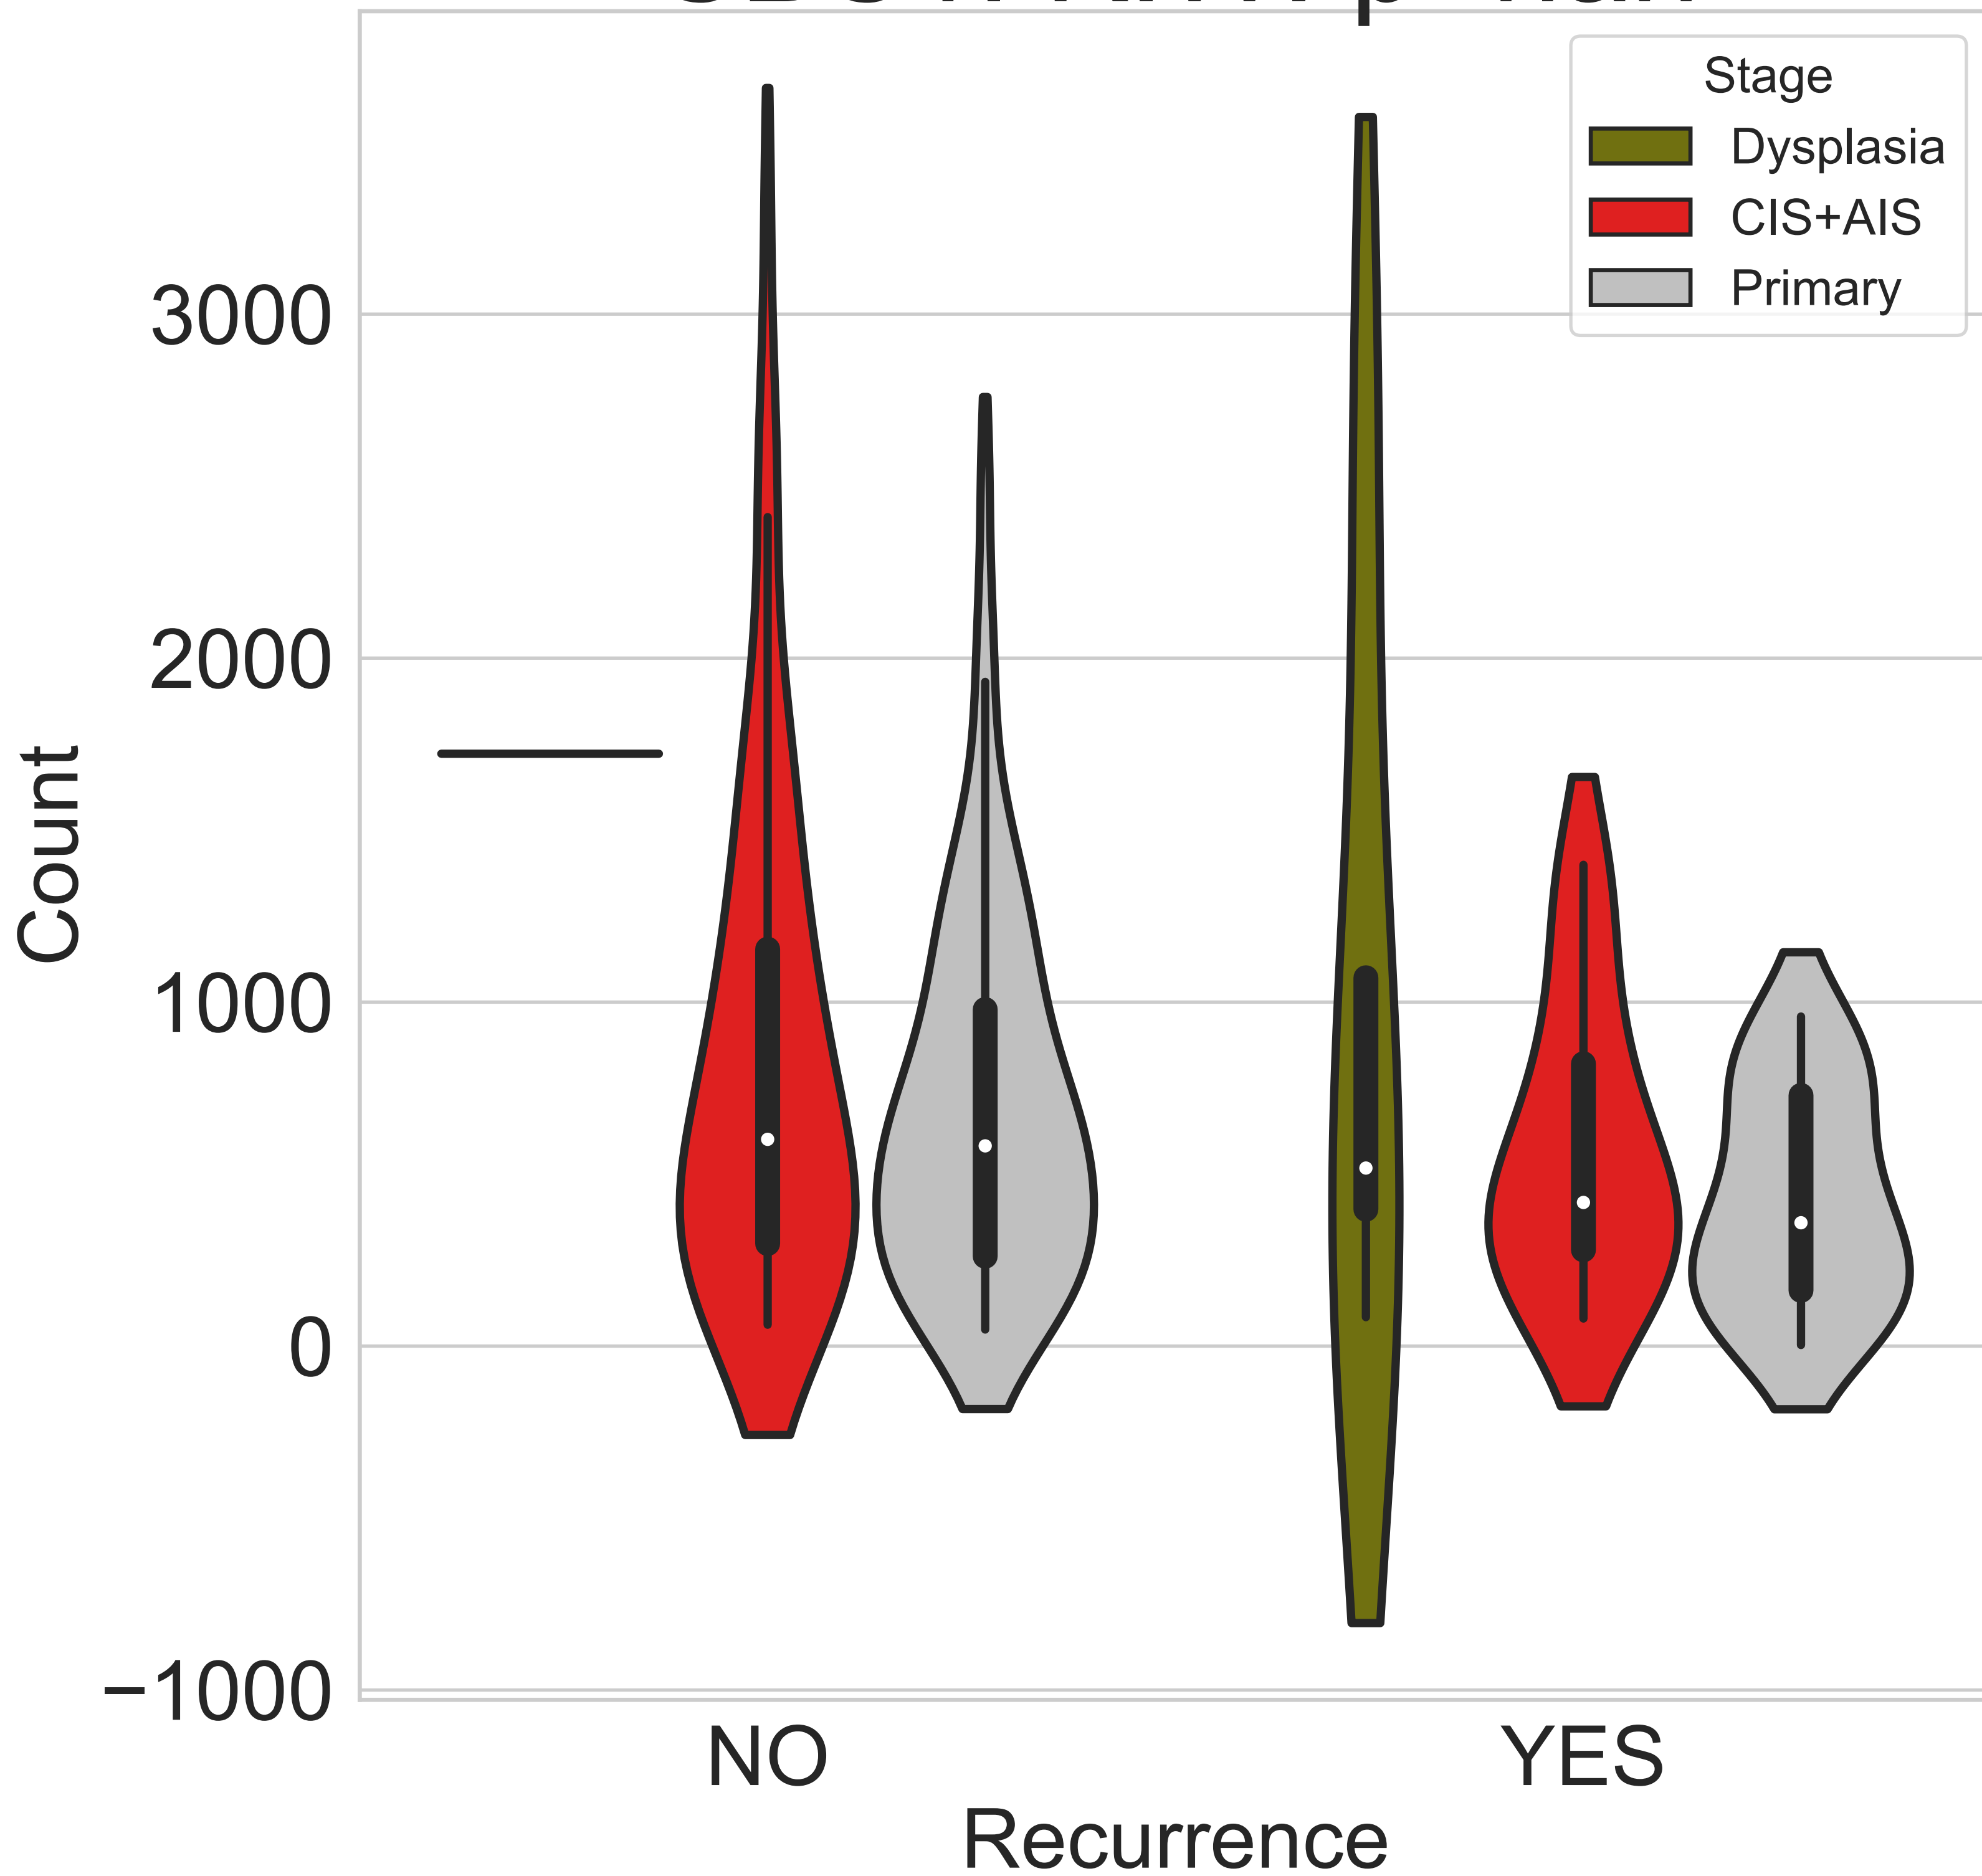 Stage
Dysplasia
CIS+AIS
Primary
3000
2000
1000
0
−1000
Count
NO
YES
Recurrence